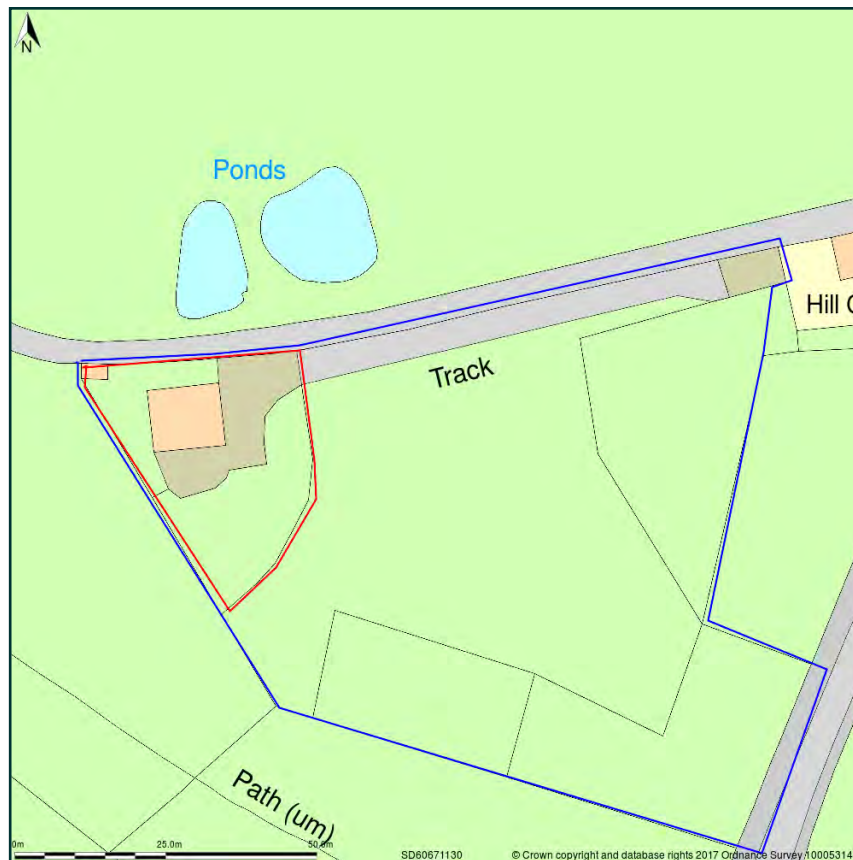 N
Ponds
Hill C
Track
Path (um)
0m 25.0m 50.0m
SD60671130 © Crown copyright and database rights 2017 Ordnance Survey 10005314